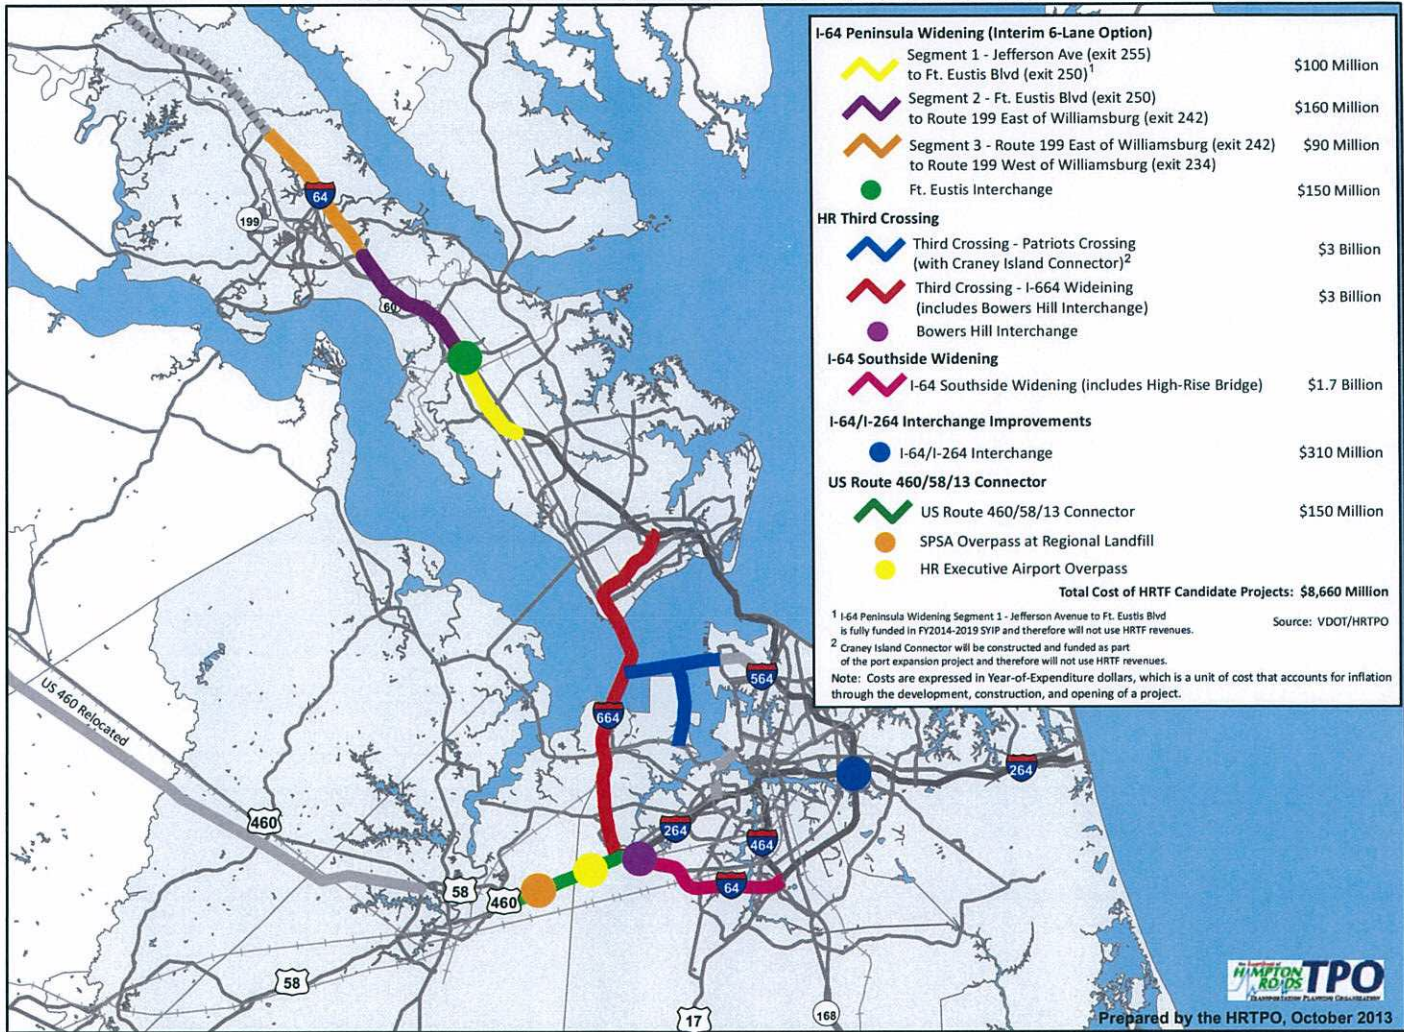 I-64 Peninsula Widening (Interim 6-Lane Option)
Segment 1 - Jefferson Ave (exit 255)
to Ft. Eustis Blvd (exit 250)1
$100 Million
Segment 2 - Ft. Eustis Blvd (exit 250)
to Route 199 East of Williamsburg (exit 242)
$160 Million
Segment 3 - Route 199 East of Williamsburg (exit 242)
to Route 199 West of Williamsburg (exit 234)
$90 Million
Ft. Eustis Interchange
$150 Million
HR Third Crossing
Third Crossing - Patriots Crossing
(with Craney Island Connector)2
$3 Billion
Third Crossing - I-664 Wideining
(includes Bowers Hill Interchange)
$3 Billion
Bowers Hill Interchange
I-64 Southside Widening
I-64 Southside Widening (includes High-Rise Bridge)
$1.7 Billion
I-64/I-264 Interchange Improvements
I-64/I-264 Interchange
$310 Million
US Route 460/58/13 Connector
US Route 460/58/13 Connector
$150 Million
SPSA Overpass at Regional Landfill
HR Executive Airport Overpass
Total Cost of HRTF Candidate Projects: $8,660 Million
1 I-64 Peninsula Widening Segment 1 - Jefferson Avenue to Ft. Eustis Blvd
is fully funded in FY2014-2019 SYIP and therefore will not use HRTF revenues.
Source: VDOT/HRTPO
2 Craney Island Connector will be constructed and funded as part
of the port expansion project and therefore will not use HRTF revenues.
Note: Costs are expressed in Year-of-Expenditure dollars, which is a unit of cost that accounts for inflation
through the development, construction, and opening of a project.
64
199
60
564
664
US 460 Relocated
264
460
264
464
58
460
64
58
17
168
HAMPTON
ROADS
TPO
TRANSPORTATION PLANNING ORGANIZATION
Prepared by the HRTPO, October 2013